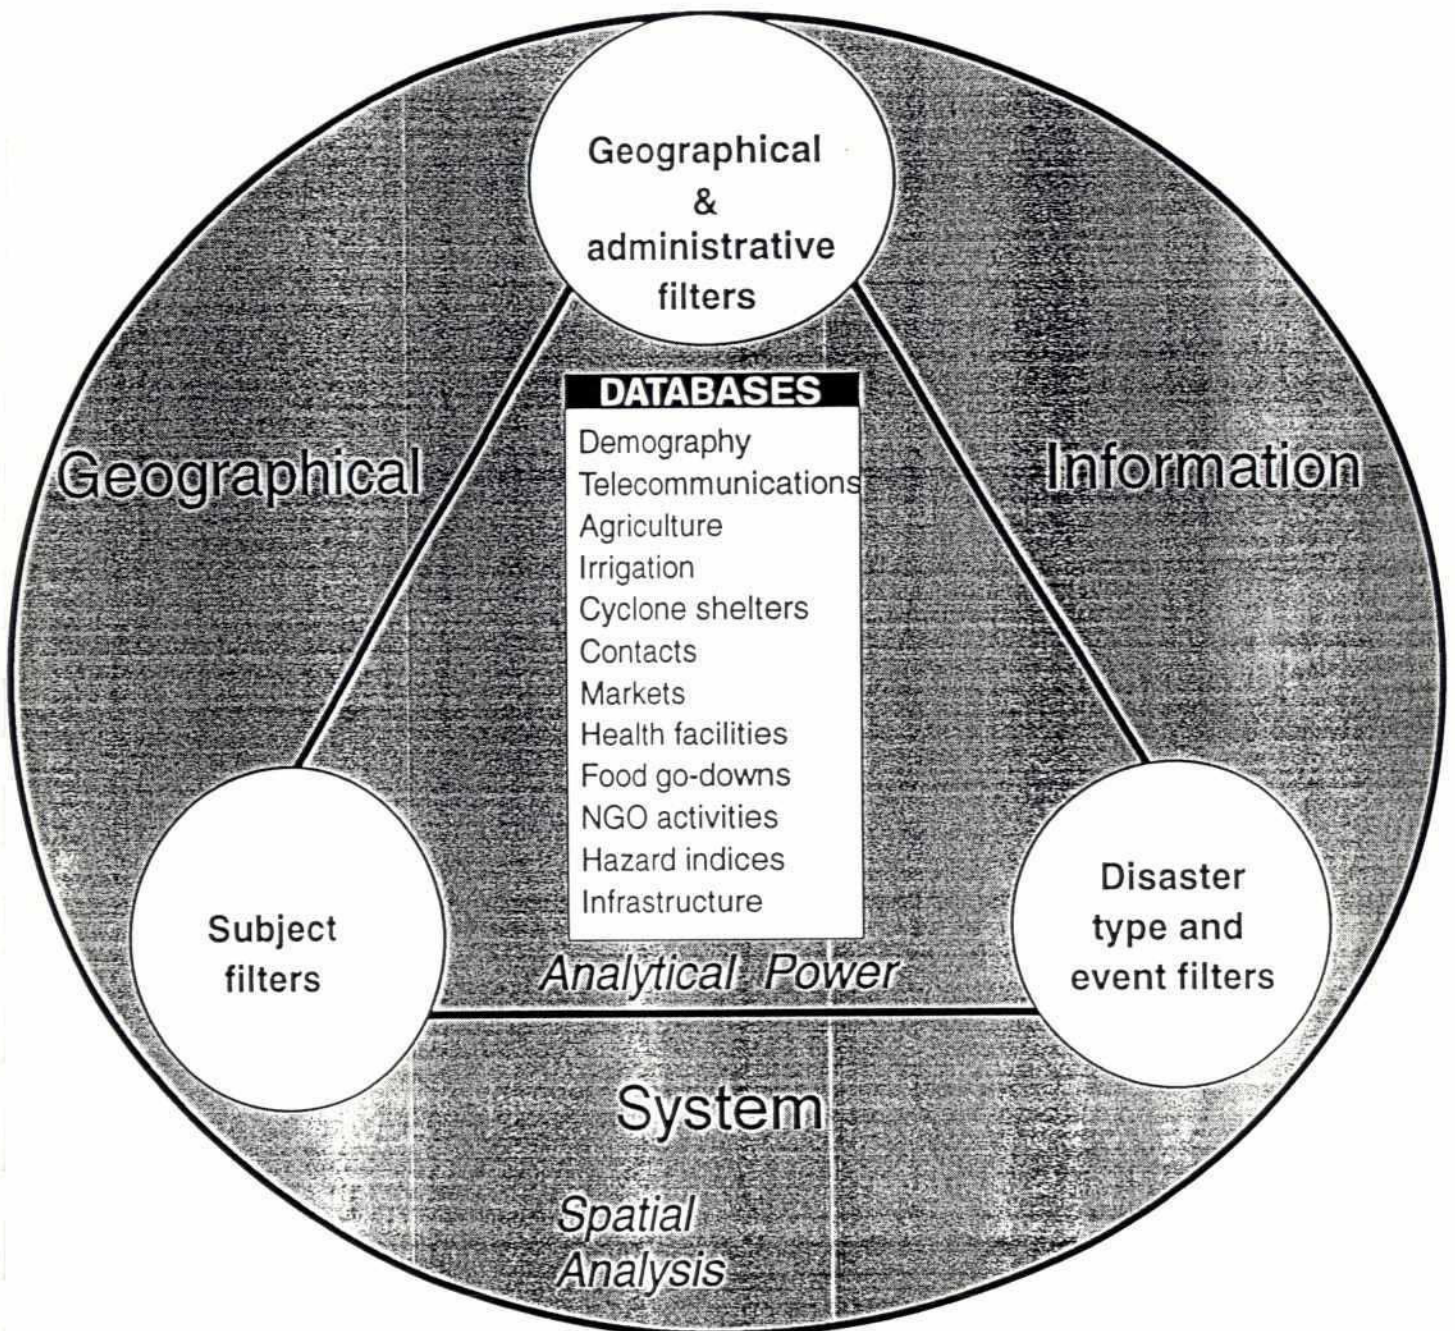 Geographical
&
administrative
filters
DATABASES
Demography
Telecommunications
Agriculture
Irrigation
Cyclone shelters
Contacts
Markets
Health facilities
Food go-downs
NGO activities
Hazard indices
Infrastructure
Geographical
Information
Subject
filters
Disaster
type and
event filters
Analytical Power
System
Spatial
Analysis